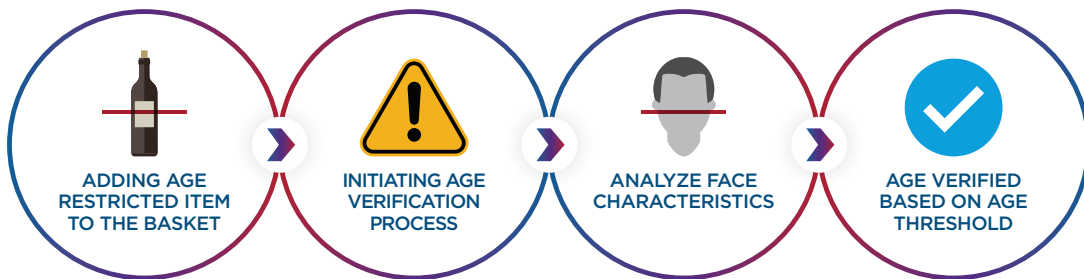 ADDING AGE
RESTRICTED ITEM
TO THE BASKET
INITIATING AGE
VERIFICATION
PROCESS
ANALYZE FACE
CHARACTERISTICS
AGE VERIFIED
BASED ON AGE
THRESHOLD